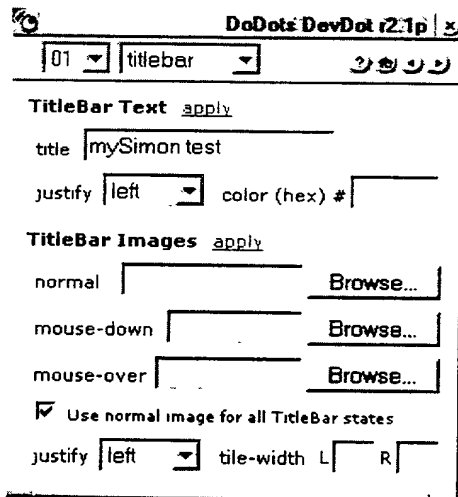 DoDots DevDot r2.1p x
01 titlebar ?
TitleBar Text apply
title mySimon test
justify left color (hex) #
TitleBar Images apply
normal Browse...
mouse-down Browse...
mouse-over Browse...
Use normal image for all TitleBar states
justify left tile-width L R